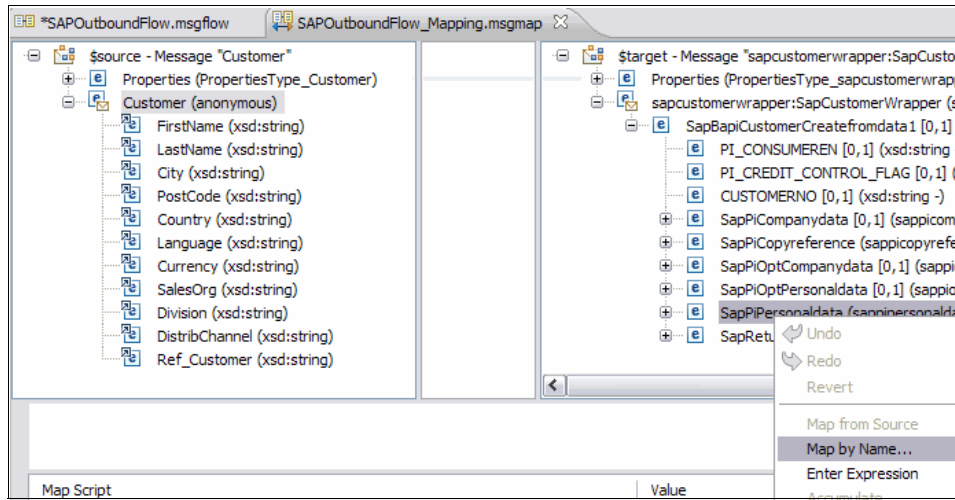 *SAPOutboundFlow.msgflow
SAPOutboundFlow_Mapping.msgmap
$source - Message "Customer"
Properties (PropertiesType_Customer)
Customer (anonymous)
FirstName (xsd:string)
LastName (xsd:string)
City (xsd:string)
PostCode (xsd:string)
Country (xsd:string)
Language (xsd:string)
Currency (xsd:string)
SalesOrg (xsd:string)
Division (xsd:string)
DistribChannel (xsd:string)
Ref_Customer (xsd:string)
$target - Message "sapcustomerwrapper:SapCusto
Properties (PropertiesType_sapcustomerwrap
sapcustomerwrapper:SapCustomerWrapper (s
SapBapiCustomerCreatefromdata1 [0,1]
PI_CONSUMEREN [0,1] (xsd:string
PI_CREDIT_CONTROL_FLAG [0,1] (
CUSTOMERNO [0,1] (xsd:string -)
SapPiCompanydata [0,1] (sappicom
SapPiCopyreference (sappicopyrefe
SapPiOptCompanydata [0,1] (sappi
SapPiOptPersonaldata [0,1] (sappio
SapPiPersonaldata (sappipersonalda
SapRetu
Undo
Redo
Revert
Map from Source
Map by Name...
Enter Expression
Accumulate
Map Script
Value